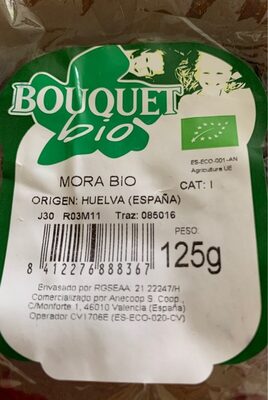 BOUQUET
bio
ES-ECO-001-AN
Agricultura UE
MORA BIO
CAT: I
ORIGEN: HUELVA (ESPAÑA)
J30 R03M11 Traz: 085016
PESO
125g
8 412276 888367
Envasado por RGSEAA 21 22247/H
Comercializado por Anecoop S. Coop.,
C/Monforte 1, 46010 Valencia (España)
Operador CV1706E (ES-ECO-020-CV)